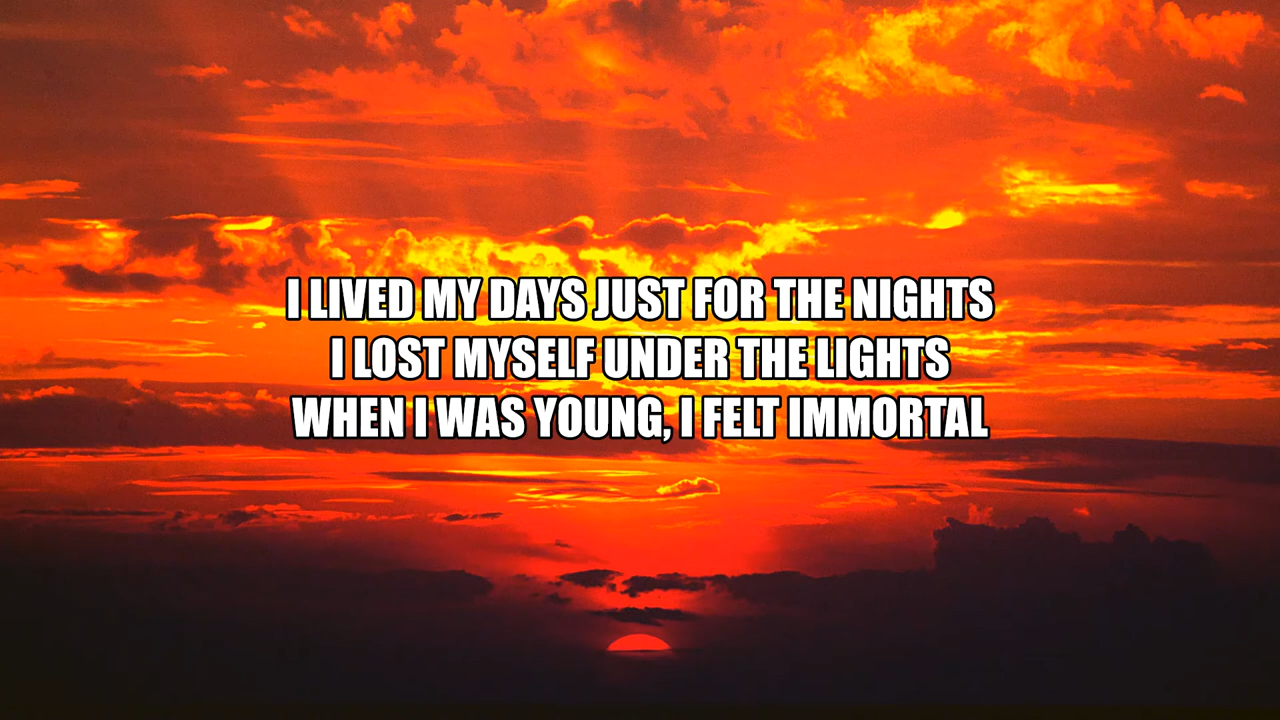 I LIVED MY DAYS JUST FOR THE NIGHTS
I LOST MYSELF UNDER THE LIGHTS
WHEN I WAS YOUNG, I FELT IMMORTAL